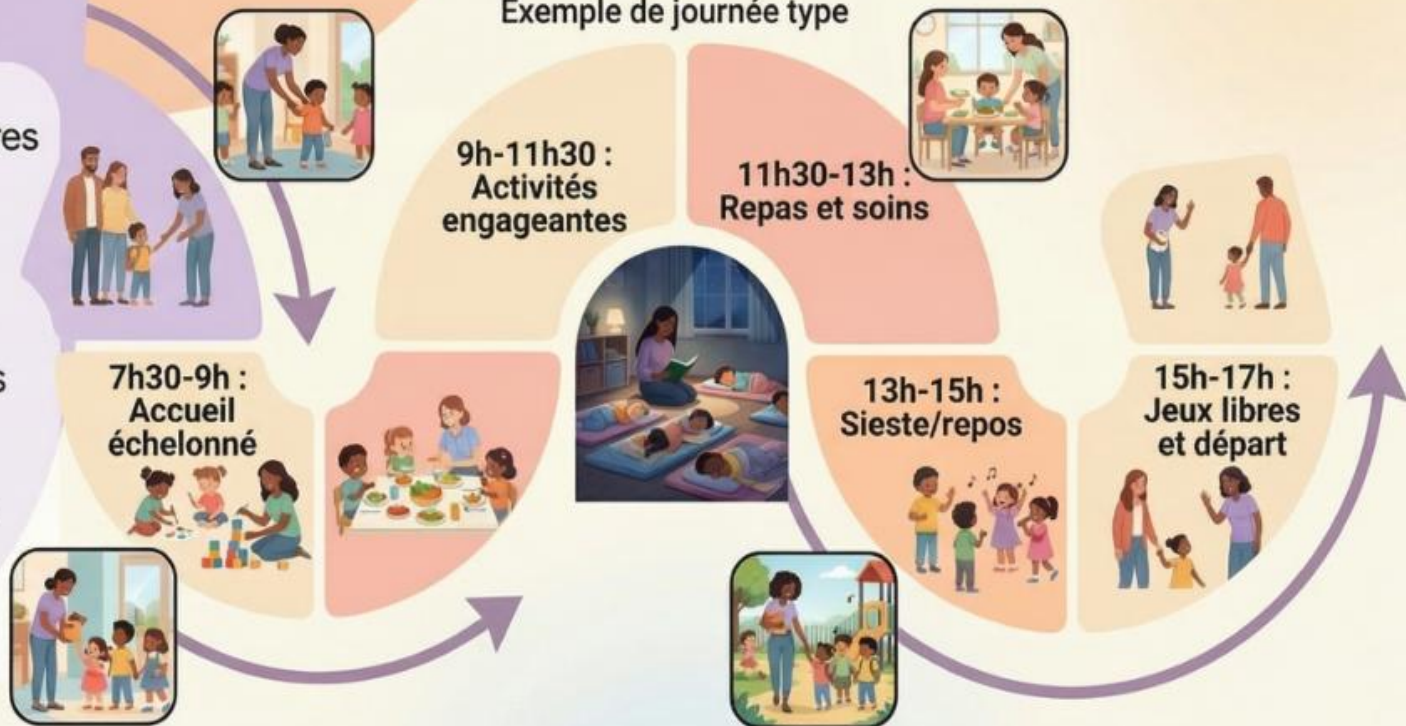 Exemple de journée type
9h-11h30 :
Activités
engageantes
11h30-13h :
Repas et soins
7h30-9h :
Accueil
échelonné
13h-15h :
Sieste/repos
15h-17h :
Jeux libres
et départ